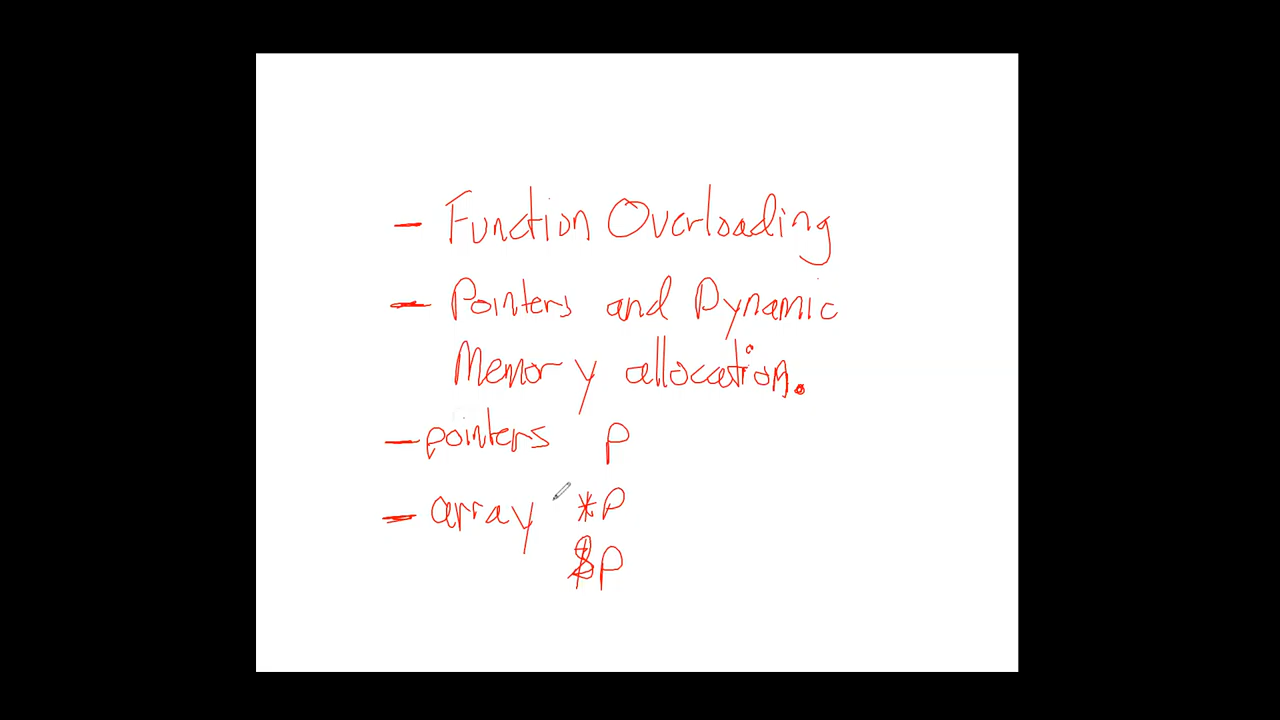 - Function Overloading
- Pointers and Dynamic
Memory allocation.
- pointers P
- array *P
&P